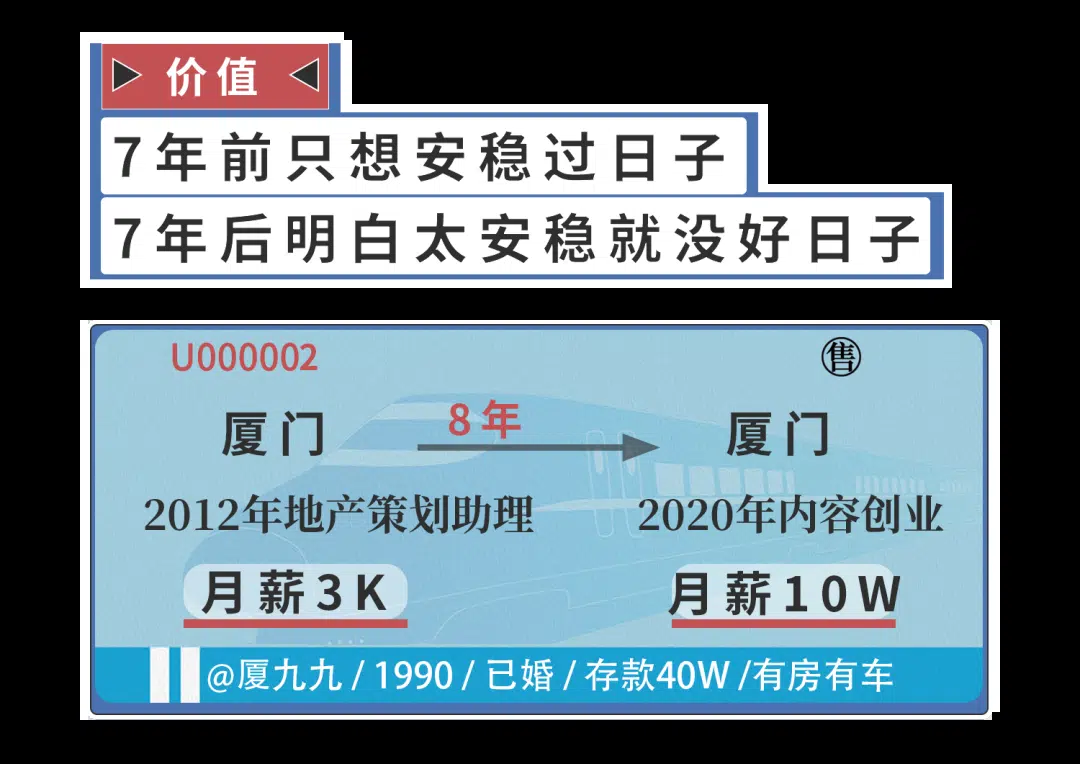 价值
7年前只想安稳过日子
7年后明白太安稳就没好日子
U000002
售
8年
厦门
厦门
2012年地产策划助理
2020年内容创业
月薪3K
月薪10W
@厦九九 / 1990 / 已婚 / 存款40W /有房有车